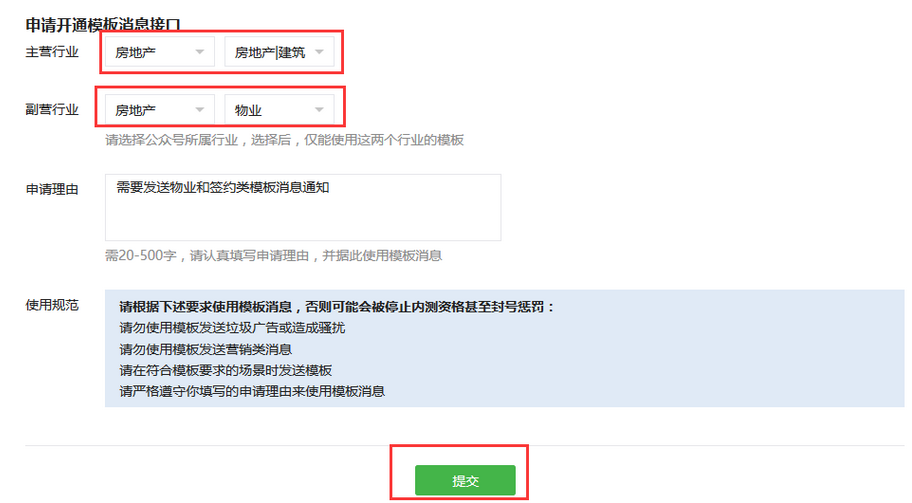 申请开通模板消息接口
主营行业 房地产 房地产|建筑
副营行业 房地产 物业
请选择公众号所属行业，选择后，仅能使用这两个行业的模板
申请理由 需要发送物业和签约类模板消息通知
需20-500字，请认真填写申请理由，并据此使用模板消息
使用规范 请根据下述要求使用模板消息，否则可能会被停止内测资格甚至封号惩罚：
请勿使用模板发送垃圾广告或造成骚扰
请勿使用模板发送营销类消息
请在符合模板要求的场景时发送模板
请严格遵守你填写的申请理由来使用模板消息
提交